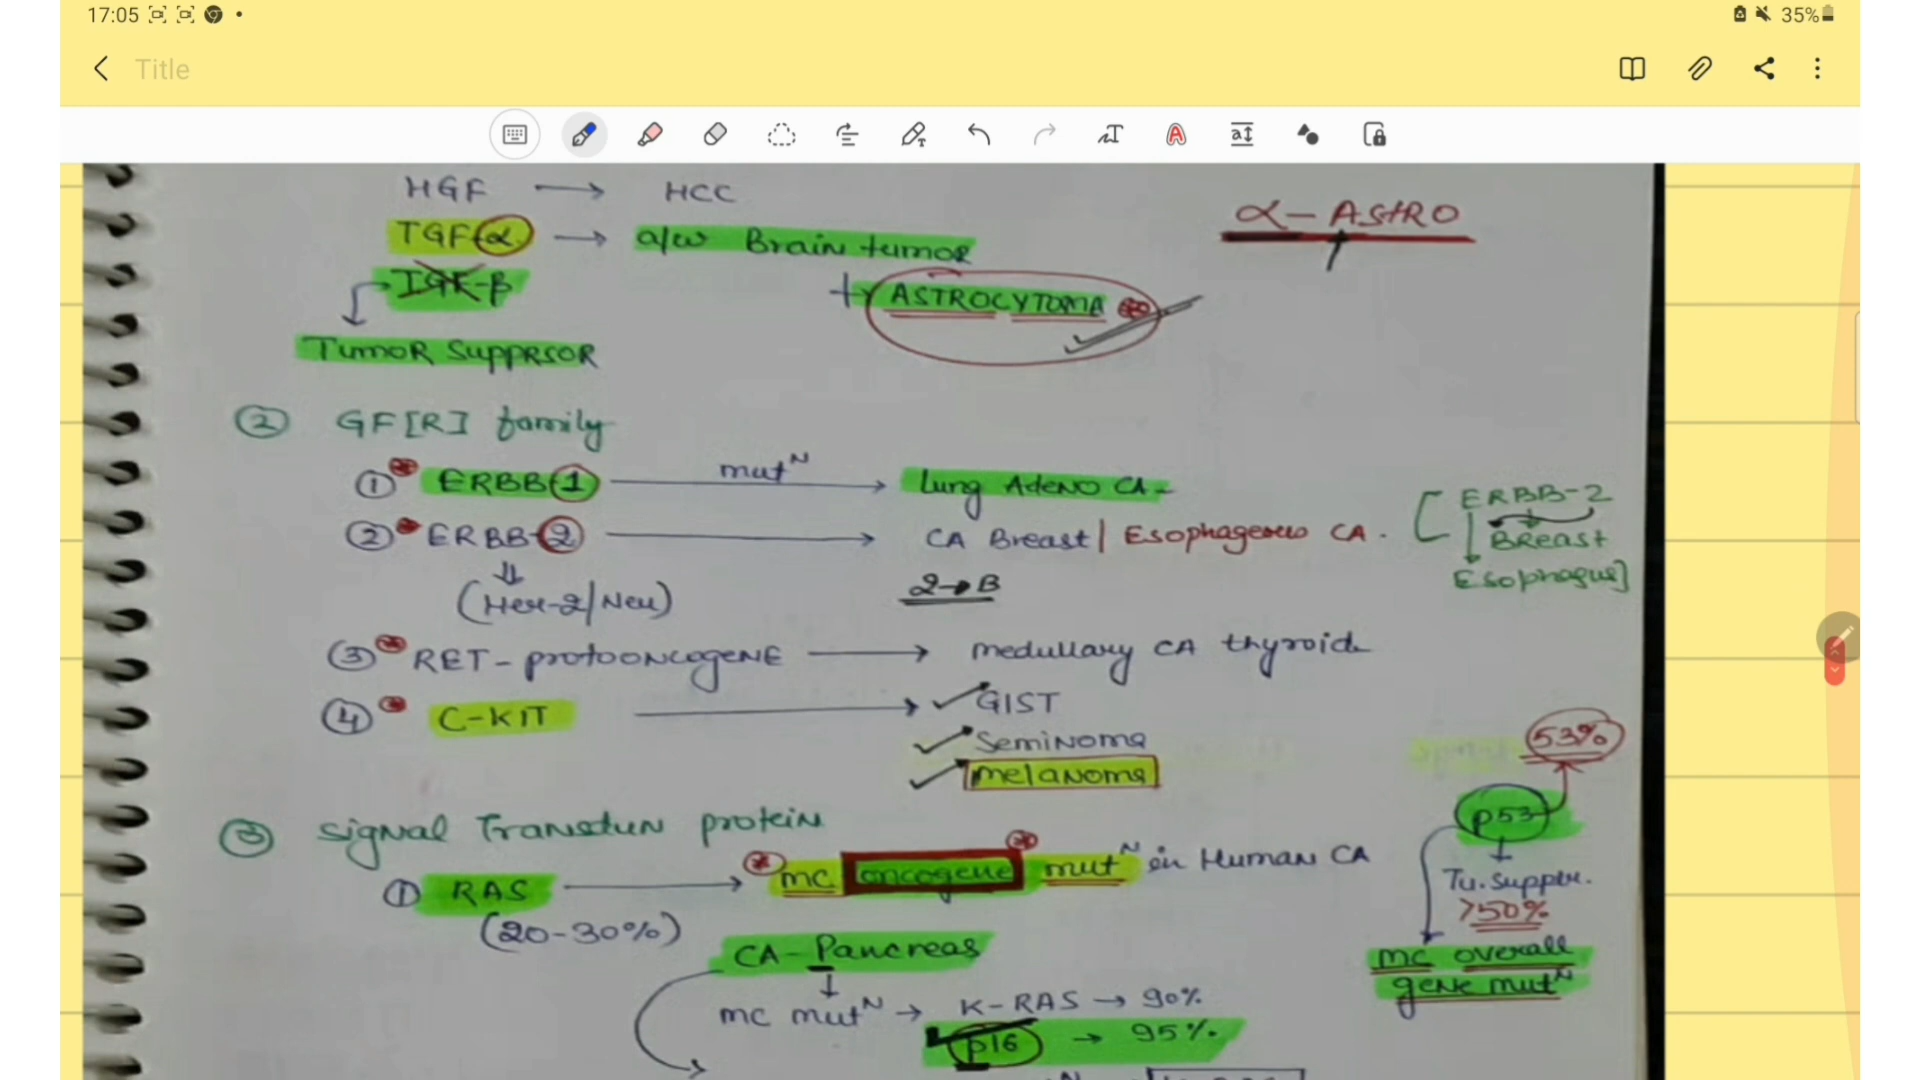 17:05
35%
Title
HGF → HCC
α-ASTRO
TGF-α → a/w Brain tumor
TGF-β
ASTROCYTOMA
TUMOR SUPPRSOR
② GF[R] family
① ERBB-1 mutᴺ → Lung Adeno CA-
② ERBB-2 → CA Breast | Esophageous CA.
[ ERBB-2
Breast
Esophagus]
(Her-2/Neu)
2→B
③ RET-protooncogene → medullary CA thyroid
④ C-KIT → ✓ GIST
✓ Seminoma
✓ melanoma
53%
p53
Tu. suppr.
>50%
mc overall
gene mutᴺ
③ Signal Transdun protein
① RAS → mc oncogene mutᴺ in Human CA
(20-30%)
CA-Pancreas
↓
mc mutᴺ → K-RAS → 90%
p16 → 95%.